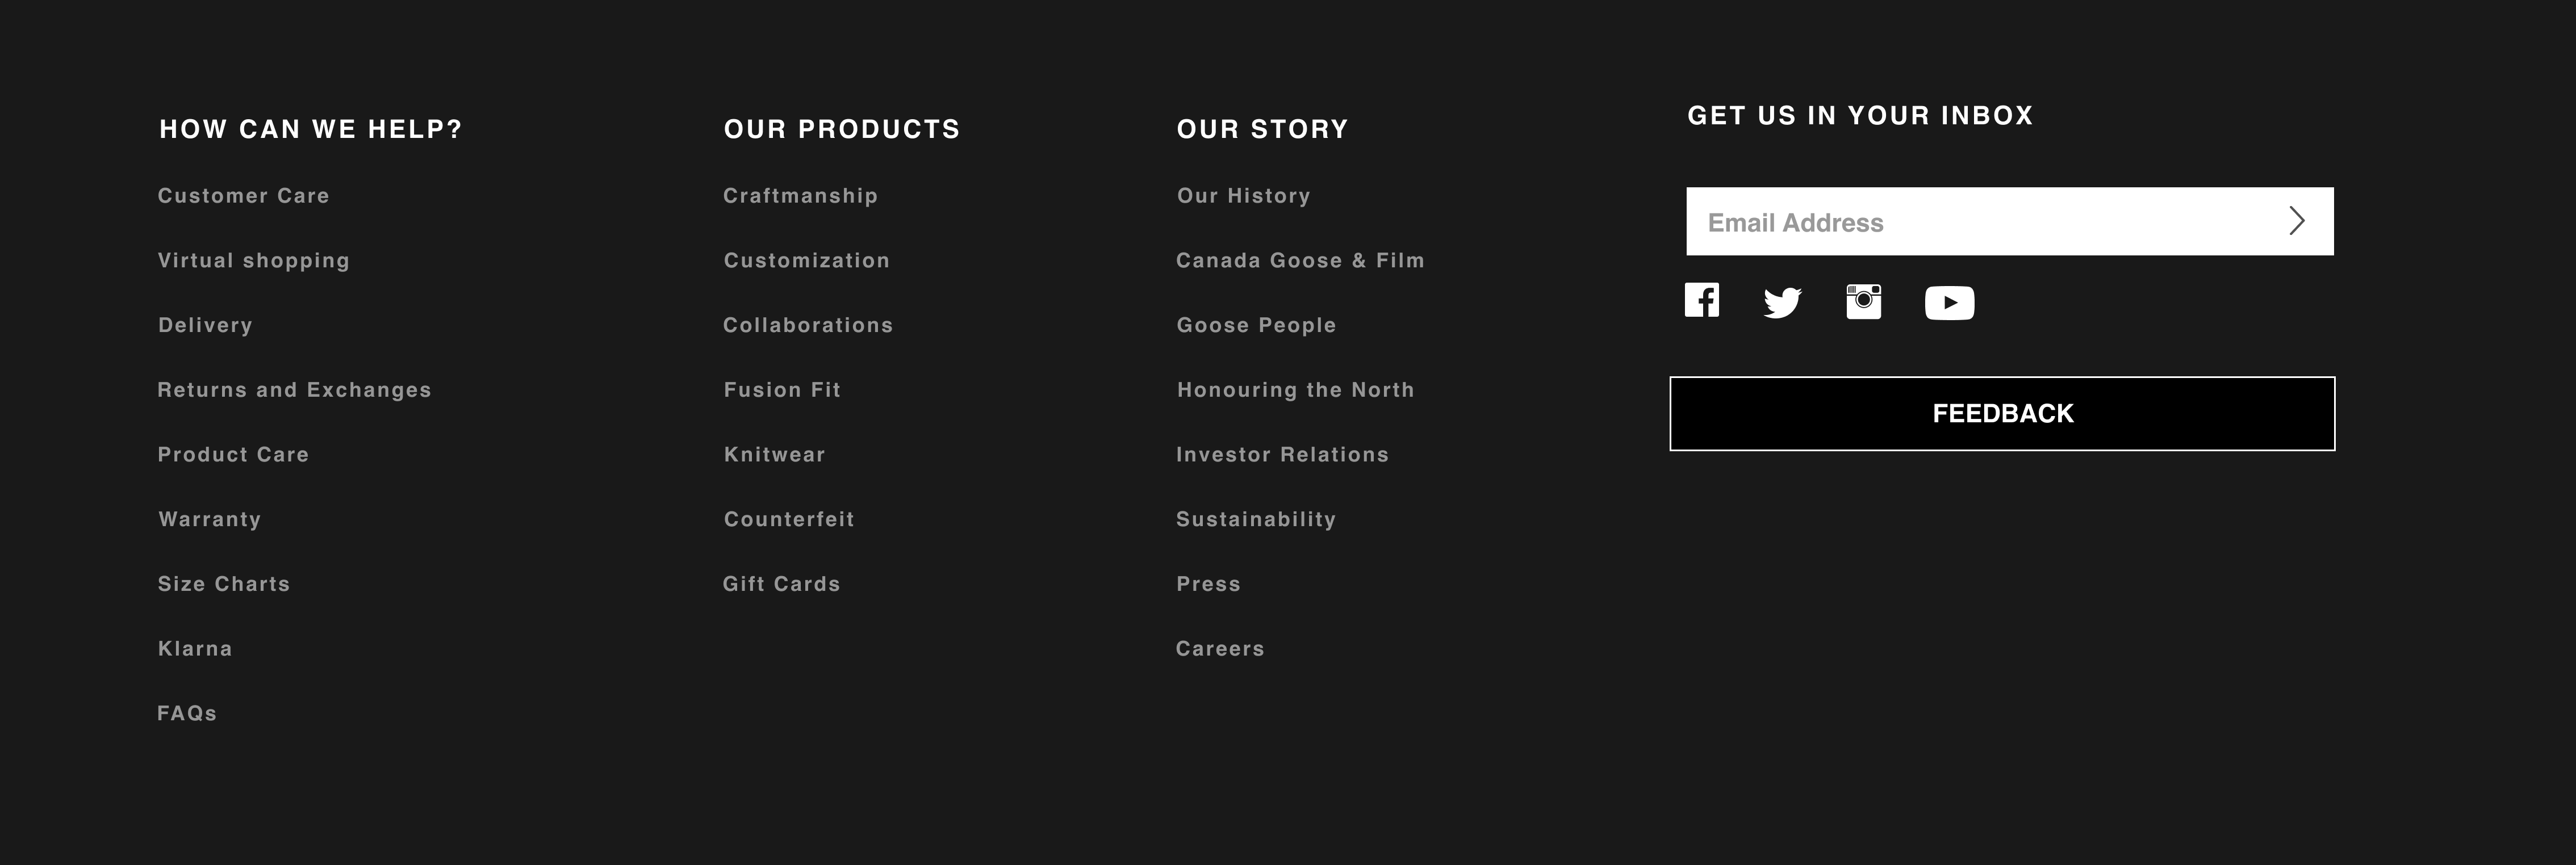 HOW CAN WE HELP?
Customer Care
Virtual shopping
Delivery
Returns and Exchanges
Product Care
Warranty
Size Charts
Klarna
FAQs
OUR PRODUCTS
Craftmanship
Customization
Collaborations
Fusion Fit
Knitwear
Counterfeit
Gift Cards
OUR STORY
Our History
Canada Goose & Film
Goose People
Honouring the North
Investor Relations
Sustainability
Press
Careers
GET US IN YOUR INBOX
Email Address
FEEDBACK